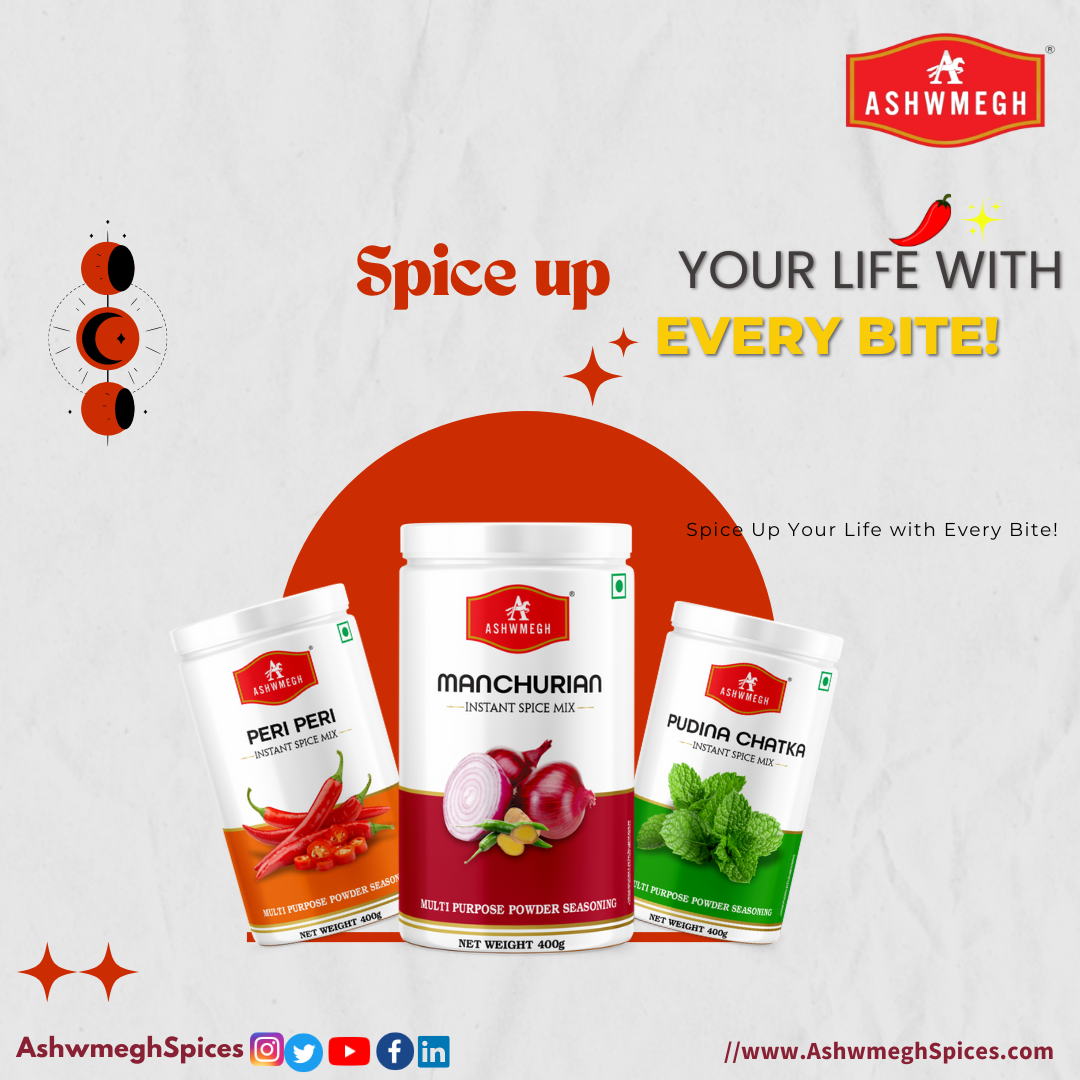 ASHWMEGH
®
Spice up
YOUR LIFE WITH
EVERY BITE!
Spice Up Your Life with Every Bite!
ASHWMEGH
PERI PERI
INSTANT SPICE MIX
MULTI PURPOSE POWDER SEASON
NET WEIGHT 400g
ASHWMEGH
®
MANCHURIAN
INSTANT SPICE MIX
MULTI PURPOSE POWDER SEASONING
NET WEIGHT 400g
ASHWMEGH
PUDINA CHATKA
INSTANT SPICE MIX
ULTI PURPOSE POWDER SEASONING
NET WEIGHT 400g
AshwmeghSpices
//www.AshwmeghSpices.com